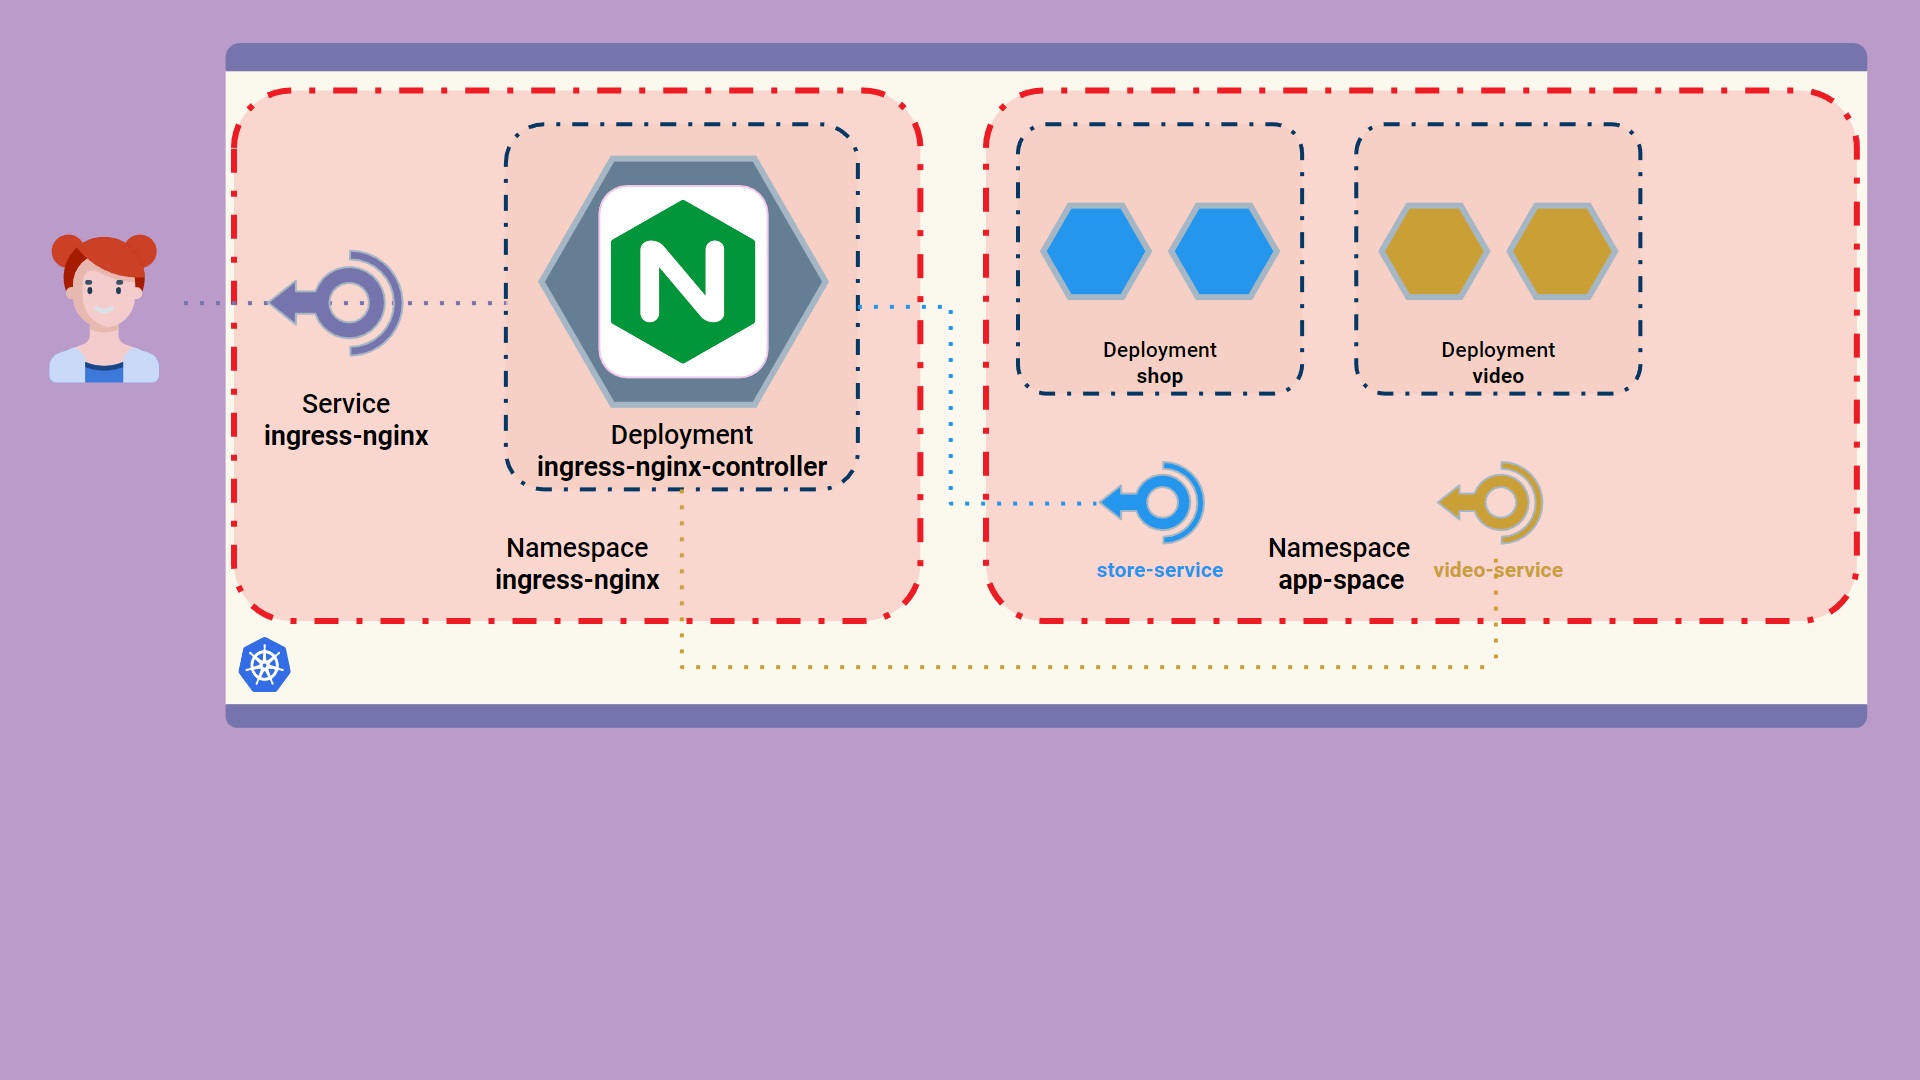 Service
ingress-nginx
Deployment
ingress-nginx-controller
Namespace
ingress-nginx
Deployment
shop
Deployment
video
store-service
Namespace
app-space
video-service